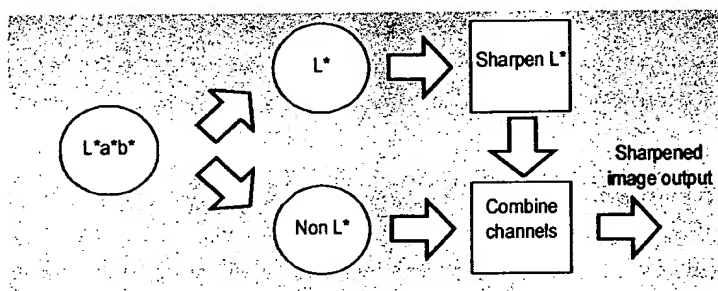 L*
Sharpen L*
L*a*b*
Sharpened
image output
Non L*
Combine
channels